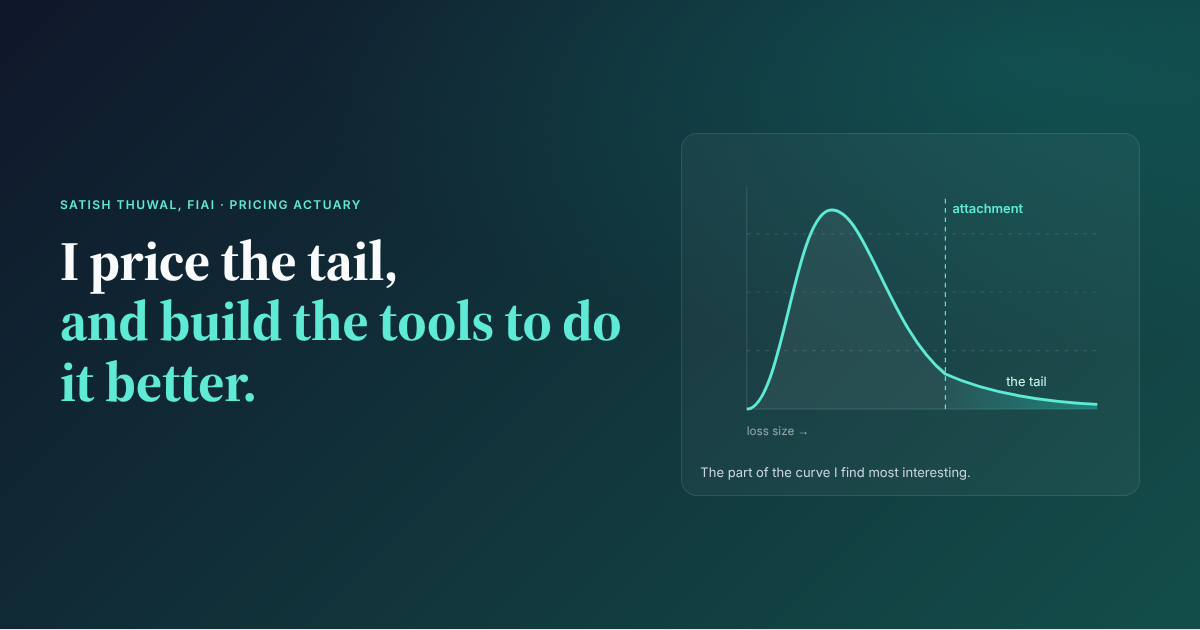 SATISH THUWAL, FIAI · PRICING ACTUARY
I price the tail,
and build the tools to do
it better.
attachment
the tail
loss size →
The part of the curve I find most interesting.